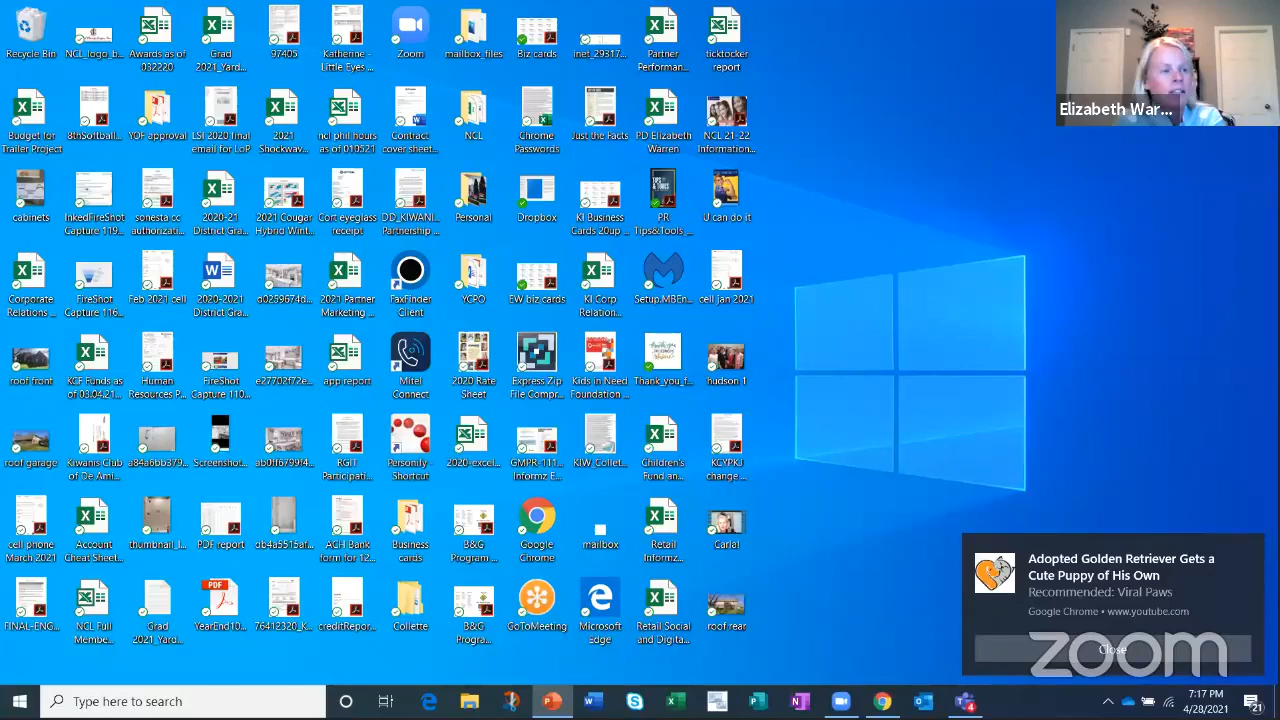 Recycle Bin
NCL_logo_b...
Awards as of
032220
Grad
2021_Yard...
97405
Katherine -
Little Eyes ...
Zoom
mailbox_files
Biz cards
inet_29317...
Partner
Performan...
ticktocker
report
Elizabeth War...
Budget for
Trailer Project
8thSoftball...
YOF approval
LSI 2020 final
email for LoP
2021
Shockwav...
ncl phil hours
as of 010521
Contract
cover sheet...
NCL
Chrome
Passwords
Just the Facts
PD Elizabeth
Warren
NCL 21-22
Information...
cabinets
InkedFireShot
Capture 119...
sonesta cc
authorizati...
2020-21
District Gra...
2021 Cougar
Hybrid Wint...
Cort eyeglass
receipt
DD_KIWANI...
Partnership ...
Personal
Dropbox
KI Business
Cards 20up ...
PR
Tips&Tools_...
U can do it
Corporate
Relations ...
FireShot
Capture 116...
Feb 2021 cell
2020-2021
District Gra...
a0259674d...
2021 Partner
Marketing ...
FaxFinder
Client
YCPO
EW biz cards
KI Corp
Relation...
Setup.MBEn...
cell jan 2021
roof front
KCF Funds as
of 03.04.21...
Human
Resources P...
FireShot
Capture 110...
e27702f72e...
app report
Mitel
Connect
2020 Rate
Sheet
Express Zip
File Compr...
Kids in Need
Foundation ...
Thank_you_f...
hudson 1
roof garage
Kiwanis Club
of De Ami...
a84a6bb379...
Screenshot...
ab0ff6799f4...
RGIT
Participati...
Personify -
Shortcut
2020-excel...
GMPR-111...
Informz E...
KIW_Collet...
Children's
Fund an...
KCYPKJ
change ...
cell phone
March 2021
Account
Cheat Sheet...
thumbnail_I...
PDF report
db4a5515af...
ACH Bank
form for 12...
Business
cards
B&G
Program ...
Google
Chrome
mailbox
Retail
Informz...
Carla!
FINAL-ENG...
NCL Full
Membe...
Grad
2021_Yard...
PDF
YearEnd10...
76412320_K...
creditRepor...
Collette
B&G
Progra...
GoToMeeting
Microsoft
Edge
Retail Social
and Digita...
roof rear
Adopted Golden Retriever Gets a
Cute Puppy of His Own
Recommended: Viral Paws
Google Chrome • www.youtube.com
Close
zoom
Type here to search
4
7:17 PM
4/28/2021
21